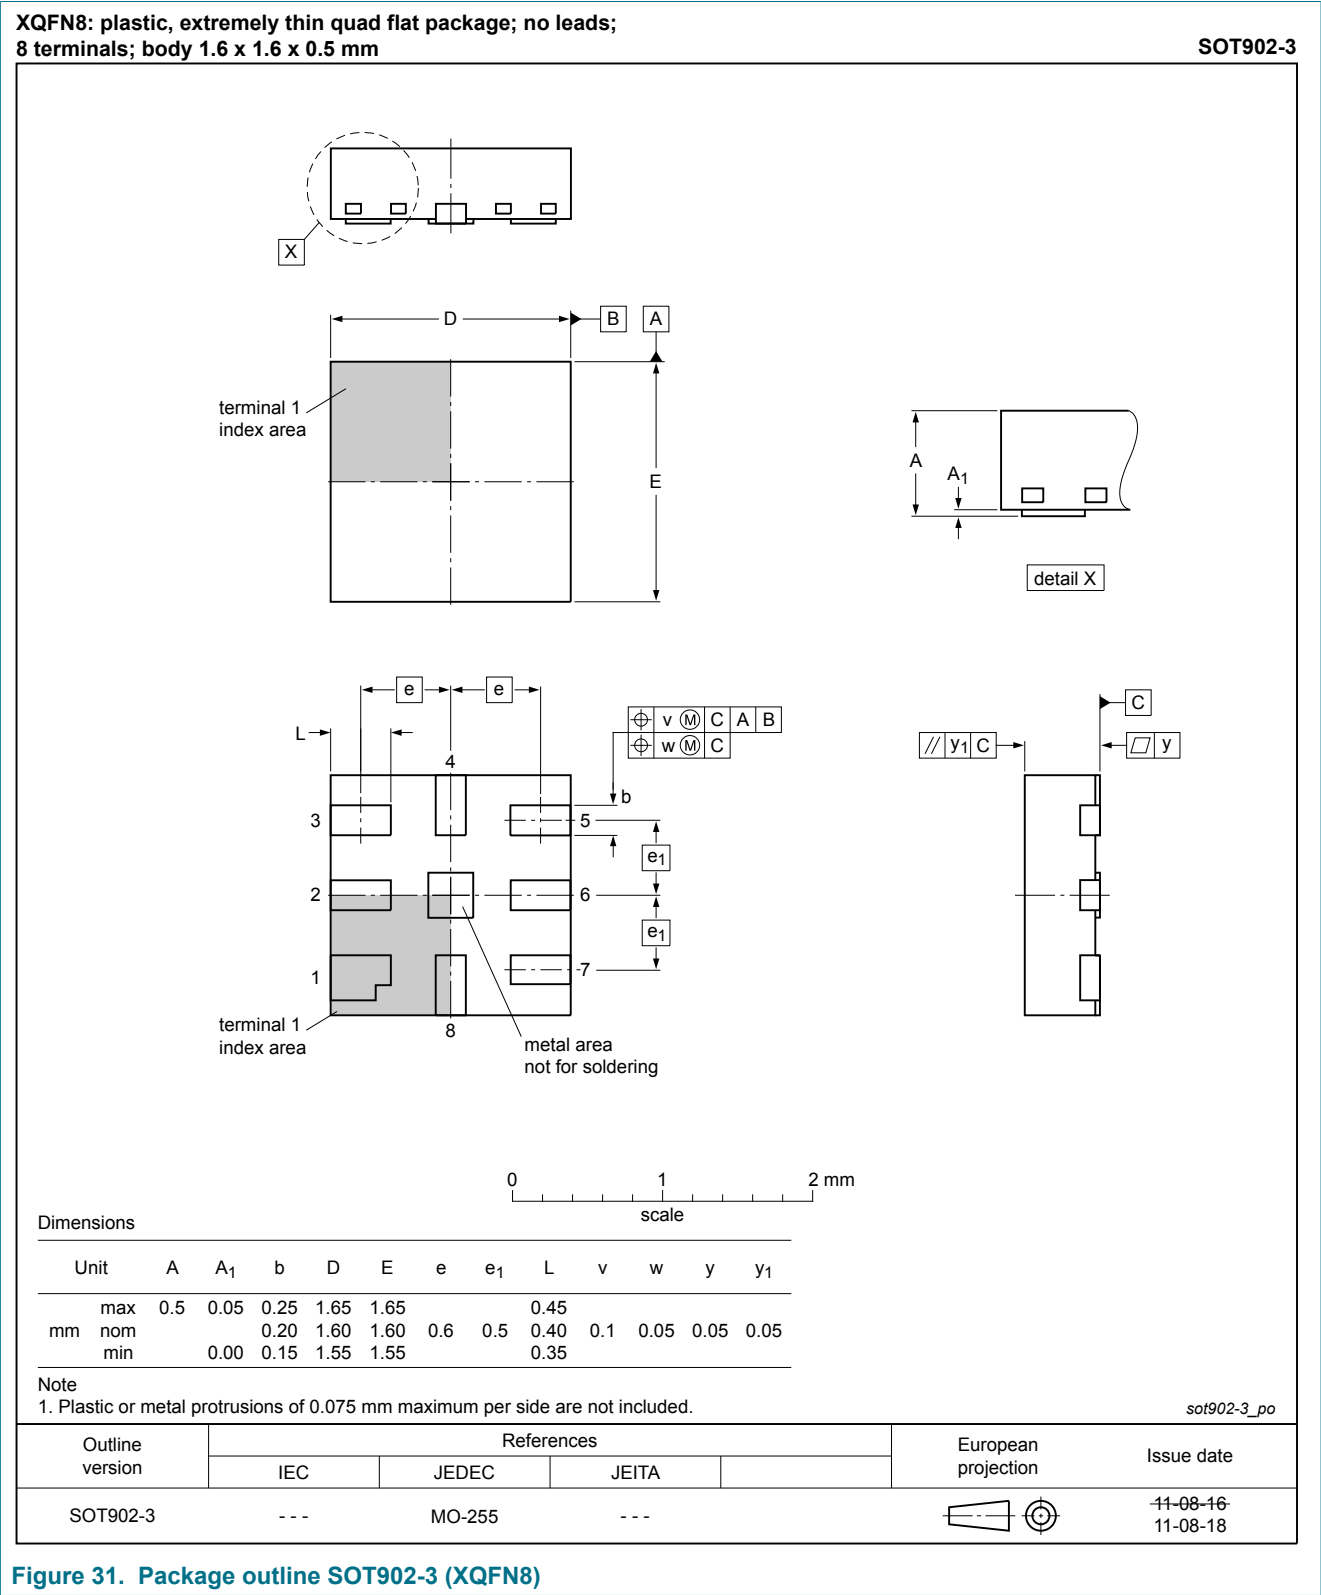 XQFN8: plastic, extremely thin quad flat package; no leads;
8 terminals; body 1.6 x 1.6 x 0.5 mm
SOT902-3
X
D
B
A
terminal 1
index area
E
A
A1
detail X
e
e
L
v M C A B
w M C
b
4
3
5
e1
2
6
e1
1
7
8
terminal 1
index area
metal area
not for soldering
C
// y1 C
y
0 1 2 mm
scale
Dimensions
Unit A A1 b D E e e1 L v w y y1
max 0.5 0.05 0.25 1.65 1.65 0.45
mm nom 0.20 1.60 1.60 0.6 0.5 0.40 0.1 0.05 0.05 0.05
min 0.00 0.15 1.55 1.55 0.35
Note
1. Plastic or metal protrusions of 0.075 mm maximum per side are not included.
sot902-3_po
Outline
version
References
IEC JEDEC JEITA
European
projection
Issue date
SOT902-3 - - - MO-255 - - -
11-08-16
11-08-18
Figure 31. Package outline SOT902-3 (XQFN8)